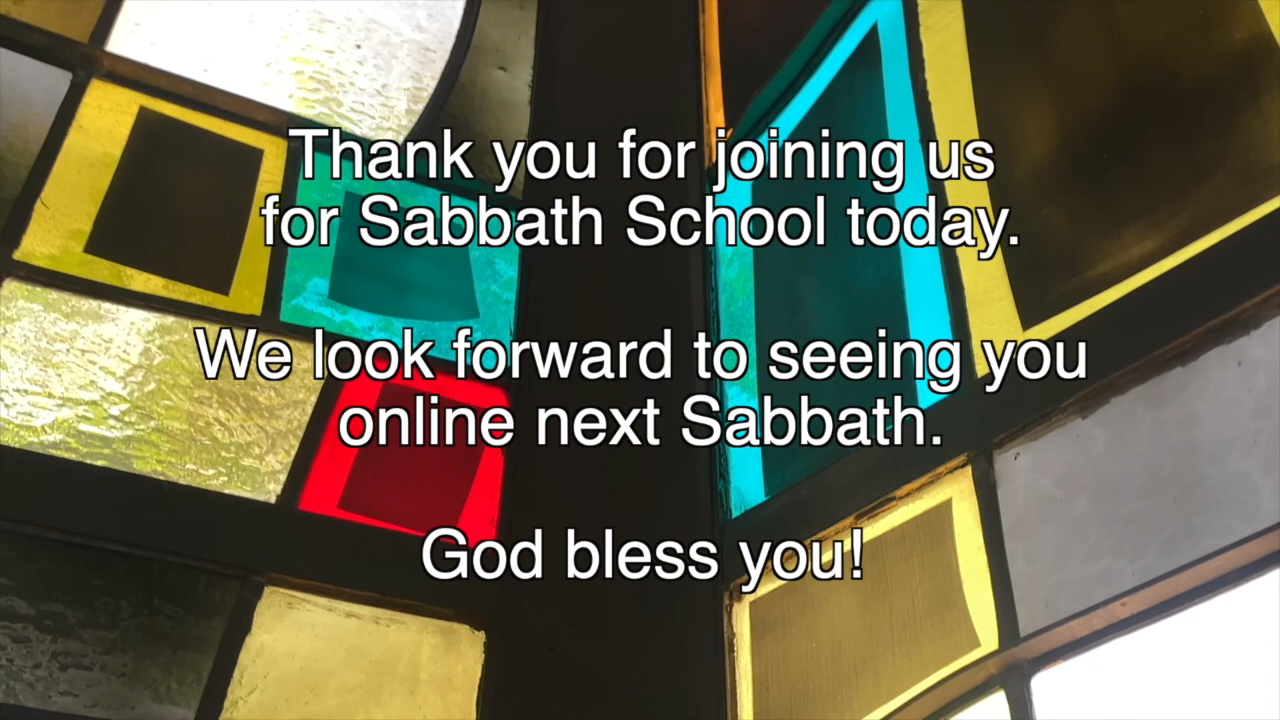 Thank you for joining us
for Sabbath School today.
We look forward to seeing you
online next Sabbath.
God bless you!